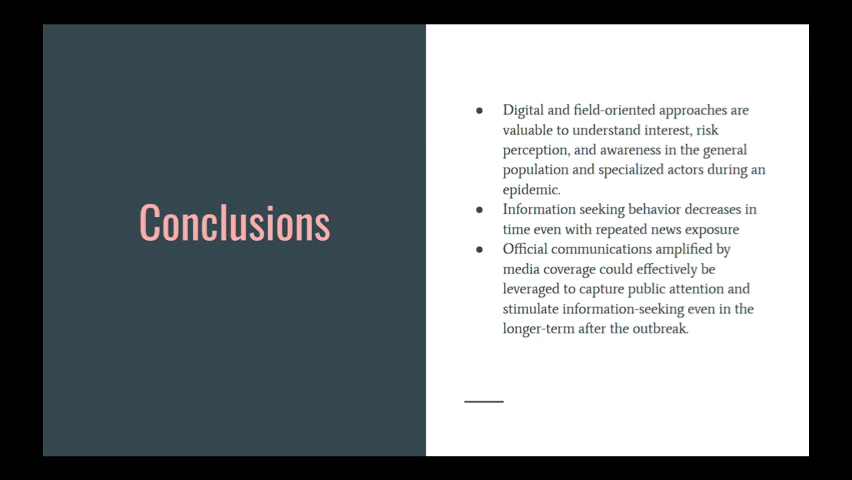 Conclusions
● Digital and field-oriented approaches are
valuable to understand interest, risk
perception, and awareness in the general
population and specialized actors during an
epidemic.
● Information seeking behavior decreases in
time even with repeated news exposure
● Official communications amplified by
media coverage could effectively be
leveraged to capture public attention and
stimulate information-seeking even in the
longer-term after the outbreak.